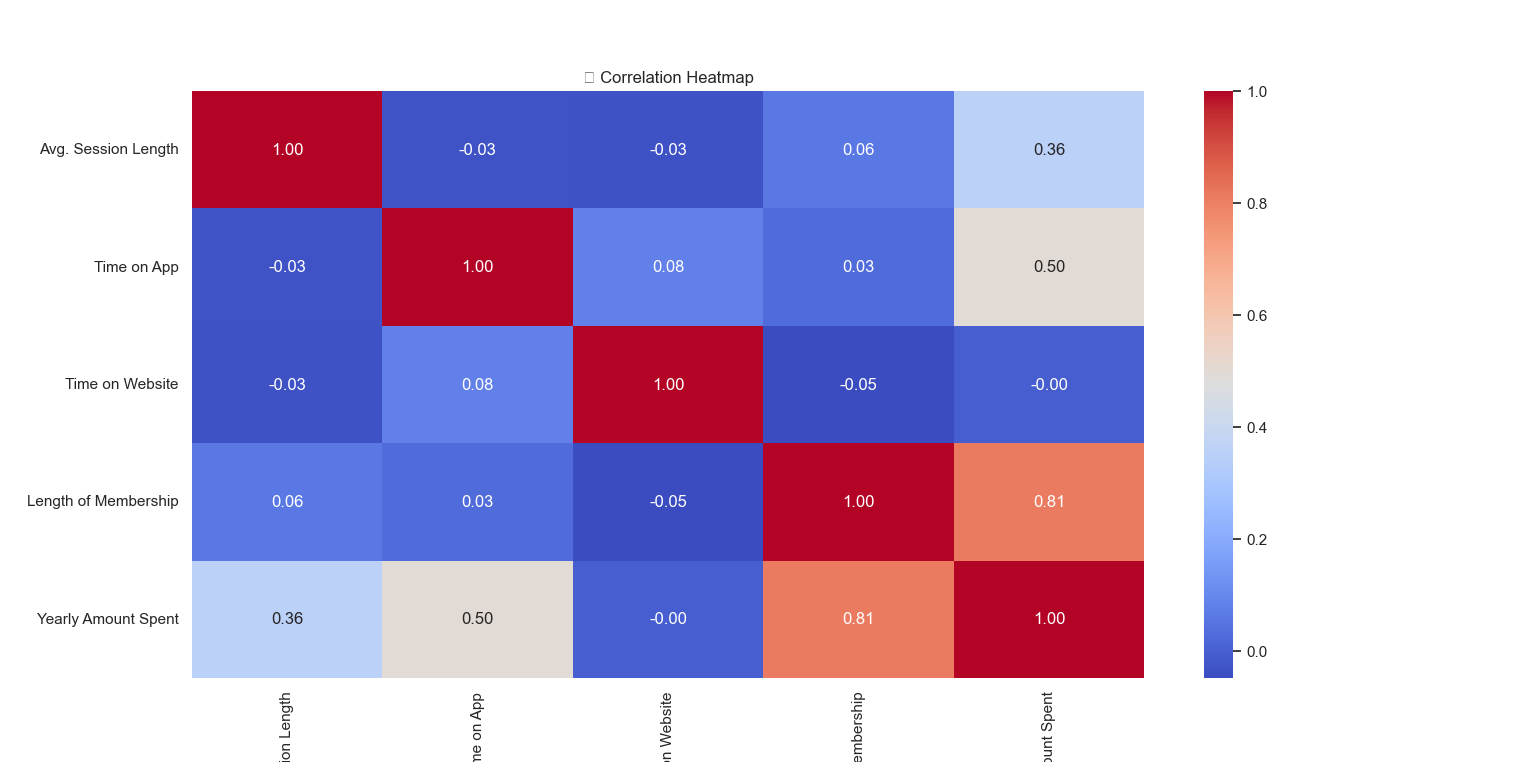 Correlation Heatmap
1.0
Avg. Session Length 1.00 -0.03 -0.03 0.06 0.36
0.8
Time on App -0.03 1.00 0.08 0.03 0.50
0.6
Time on Website -0.03 0.08 1.00 -0.05 -0.00
0.4
Length of Membership 0.06 0.03 -0.05 1.00 0.81
0.2
Yearly Amount Spent 0.36 0.50 -0.00 0.81 1.00
0.0
ion Length
me on App
on Website
embership
ount Spent